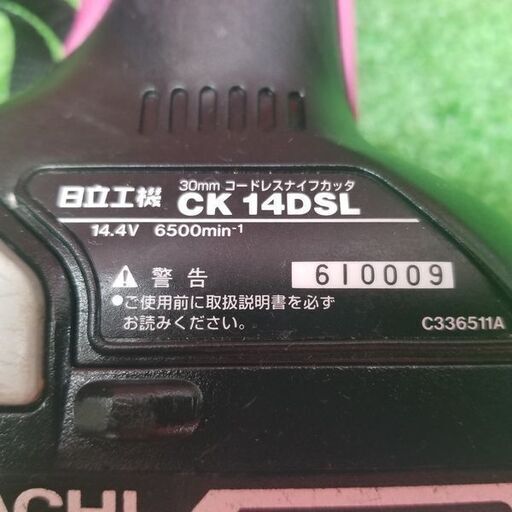 30mm コードレスナイフカッタ
日立工機 CK 14DSL
14.4V 6500min⁻¹
⚠ 警告 610009
●ご使用前に取扱説明書を必ず
お読みください。
C336511A
ACHI